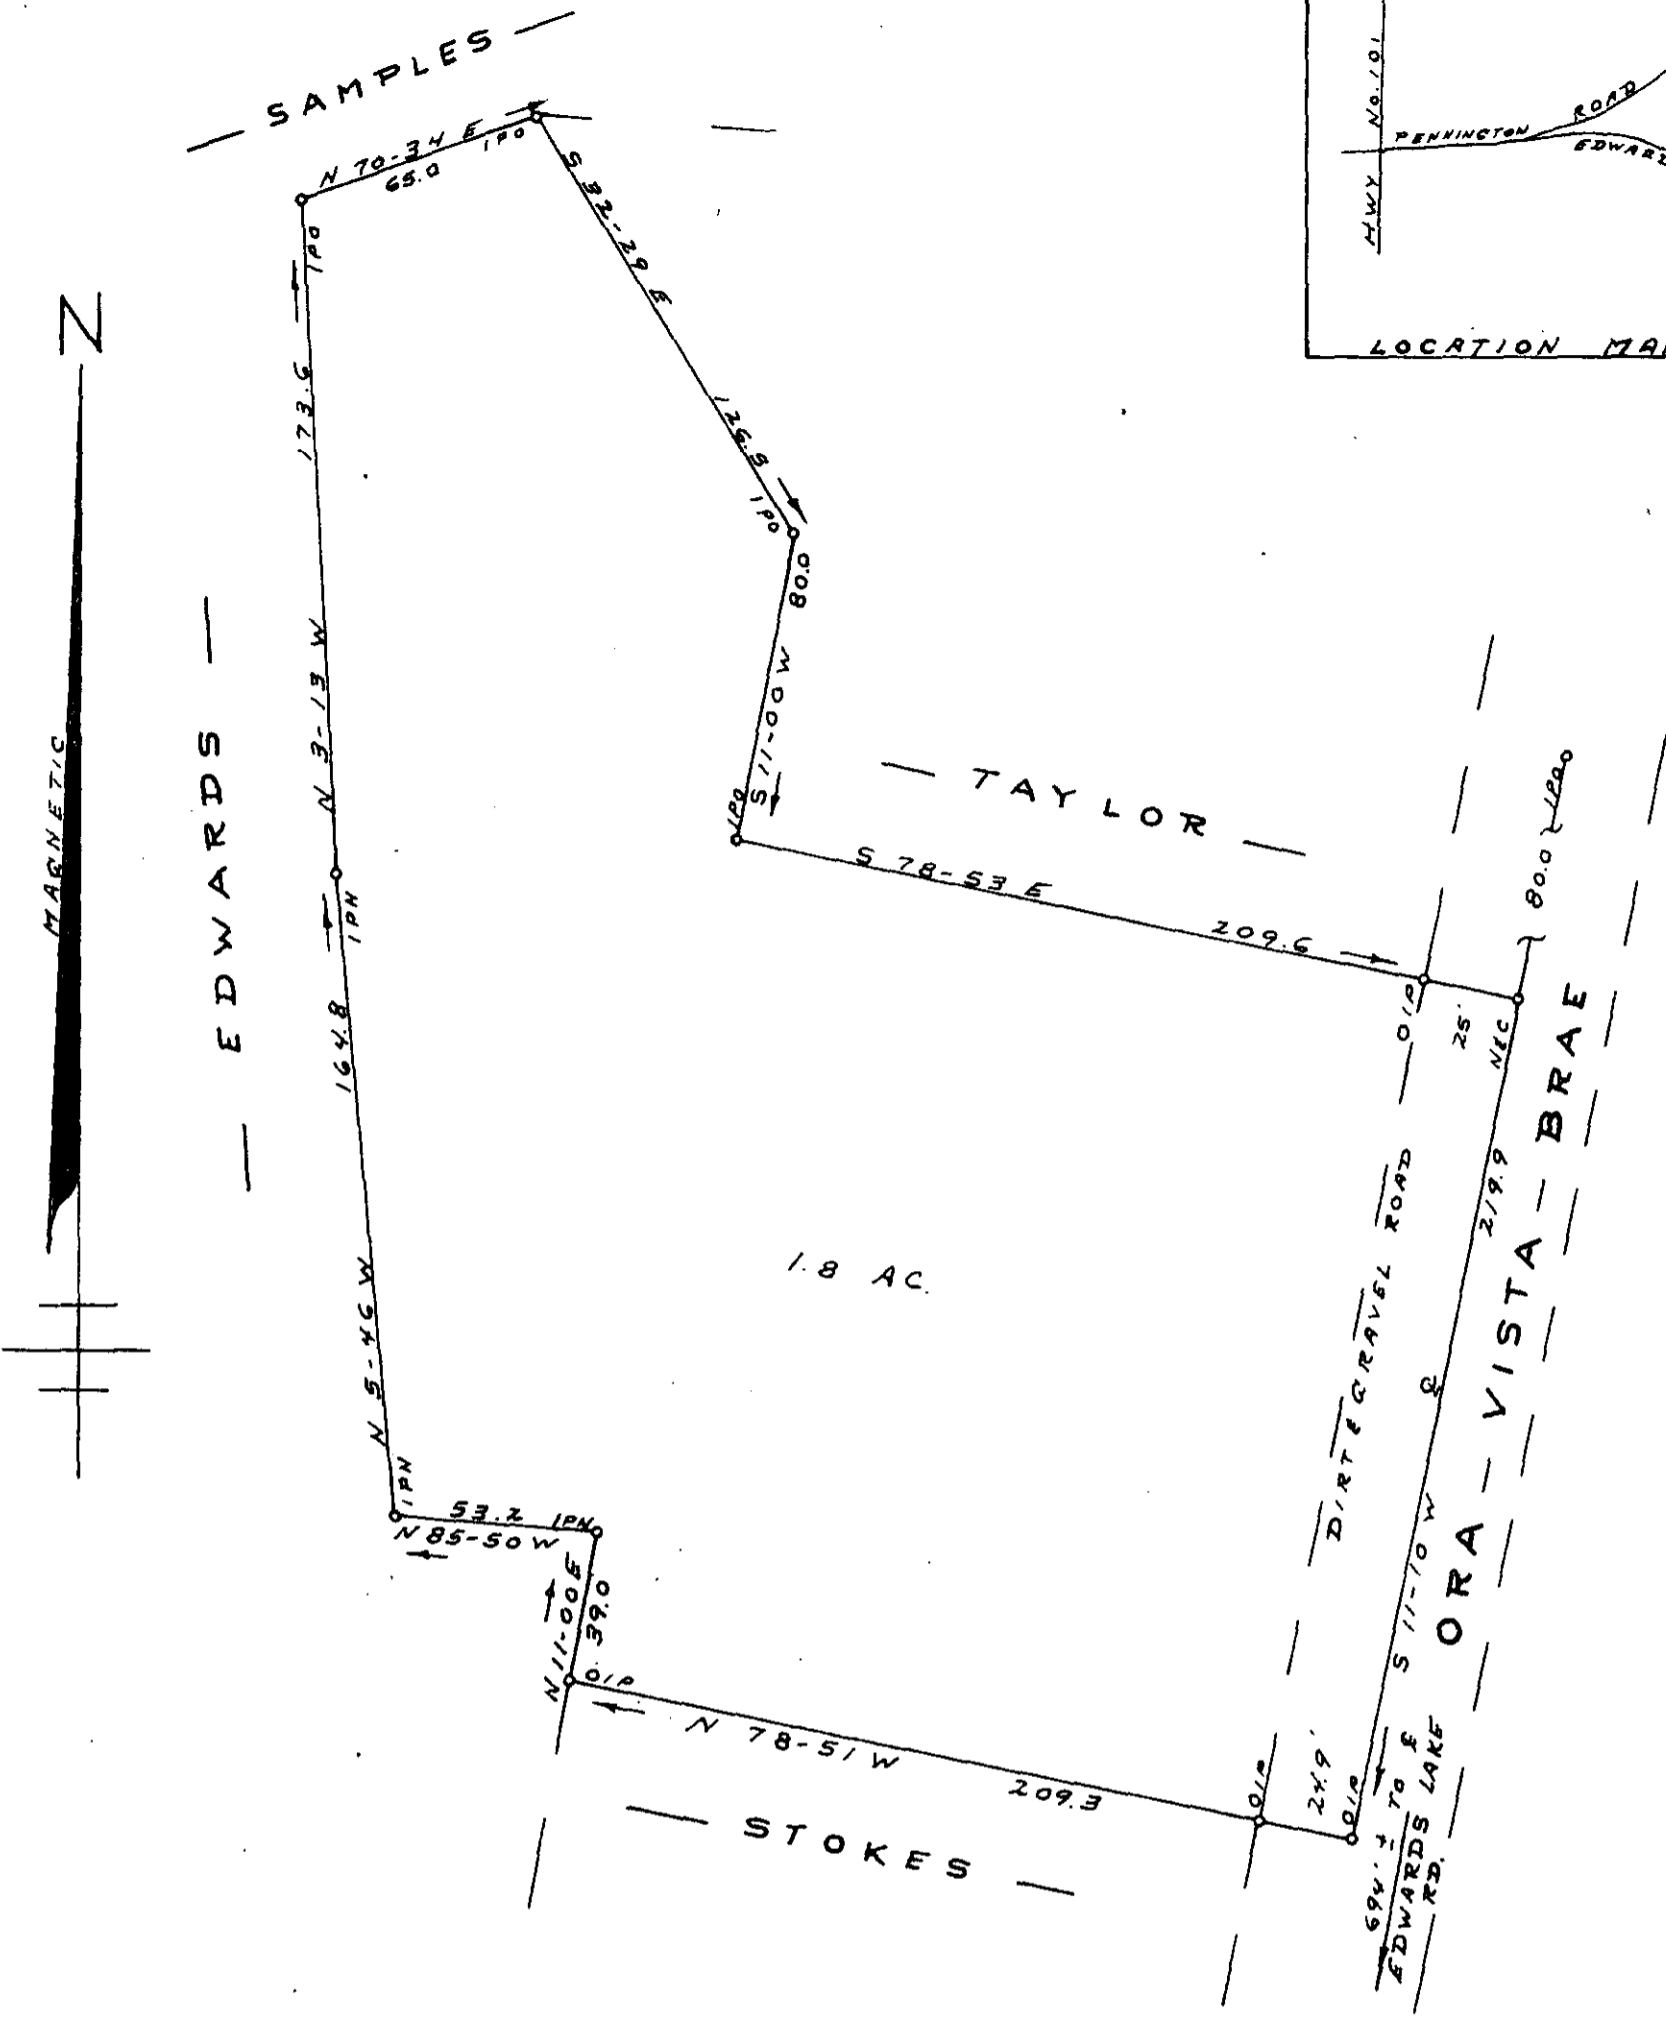 SAMPLES
N 70-34 E
65.0
IPO
IPO
S 32-29 E
126.3
IPO
80.0
S 11-00 W
IPO
HWY No. 101
PENNINGTON ROAD
LOCATION
N
MAGNETIC
EDWARDS
173.6
N 3-13 W
IPN
164.8
N 5-46 W
IPN
53.2
IPN
N 85-50 W
N 11-00 E
39.0
OIP
N 78-51 W
209.3
STOKES
TAYLOR
S 78-53 E
209.6
OIP
25'
N&C
80.0
IPO
219.9
1.8 AC.
DIRT & GRAVEL ROAD
ORA - VISTA - BRAE
S 11-10 W
OIP
24.9'
OIP
694' ± TO
EDWARDS LAKE
RD.